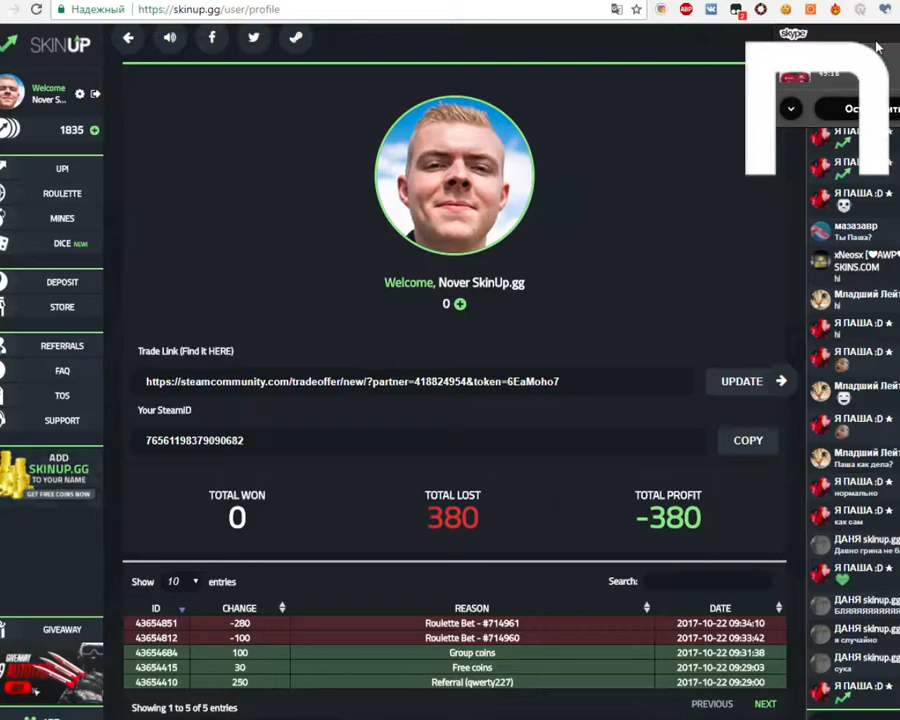 Надежный https://skinup.gg/user/profile
SKINUP
skype
Welcome
Nover S...
1835
UP!
ROULETTE
MINES
DICE NEW!
DEPOSIT
STORE
REFERRALS
FAQ
TOS
SUPPORT
ADD
SKINUP.GG
TO YOUR NAME
GET FREE COINS NOW
GIVEAWAY
GIVEAWAY
Welcome, Nover SkinUp.gg
0
Trade Link (Find it HERE)
https://steamcommunity.com/tradeoffer/new/?partner=418824954&token=6EaMoho7
UPDATE
Your SteamID
76561198379090682
COPY
TOTAL WON TOTAL LOST TOTAL PROFIT
0 380 -380
Show 10 entries Search:
ID CHANGE REASON DATE
43654851 -280 Roulette Bet - #714961 2017-10-22 09:34:10
43654812 -100 Roulette Bet - #714960 2017-10-22 09:33:42
43654684 100 Group coins 2017-10-22 09:31:38
43654415 30 Free coins 2017-10-22 09:29:03
43654410 250 Referral (qwerty227) 2017-10-22 09:29:00
Showing 1 to 5 of 5 entries PREVIOUS NEXT
Я ПАША :D ★
мазазавр
Ты Паша?
xNeosx [❤AWP❤
SKINS.COM
hi
Младший Лейт
hi
Я ПАША :D ★
hi
Я ПАША :D ★
Младший Лейт
Я ПАША :D ★
Младший Лейт
Паша как дела?
Я ПАША :D ★
нормально
Я ПАША :D ★
как сам
ДАНЯ skinup.gg
Давно грина не б
Я ПАША :D ★
ДАНЯ skinup.gg
ДАНЯ skinup.gg
я случайно
ДАНЯ skinup.gg
сука
Я ПАША :D ★